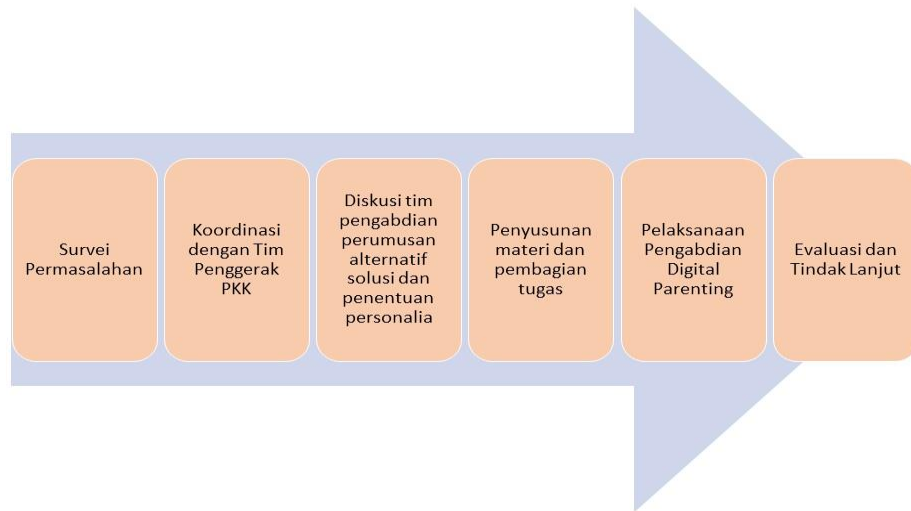 Survei
Permasalahan
Koordinasi
dengan Tim
Penggerak
PKK
Diskusi tim
pengabdian
perumusan
alternatif
solusi dan
penentuan
personalia
Penyusunan
materi dan
pembagian
tugas
Pelaksanaan
Pengabdian
Digital
Parenting
Evaluasi dan
Tindak Lanjut